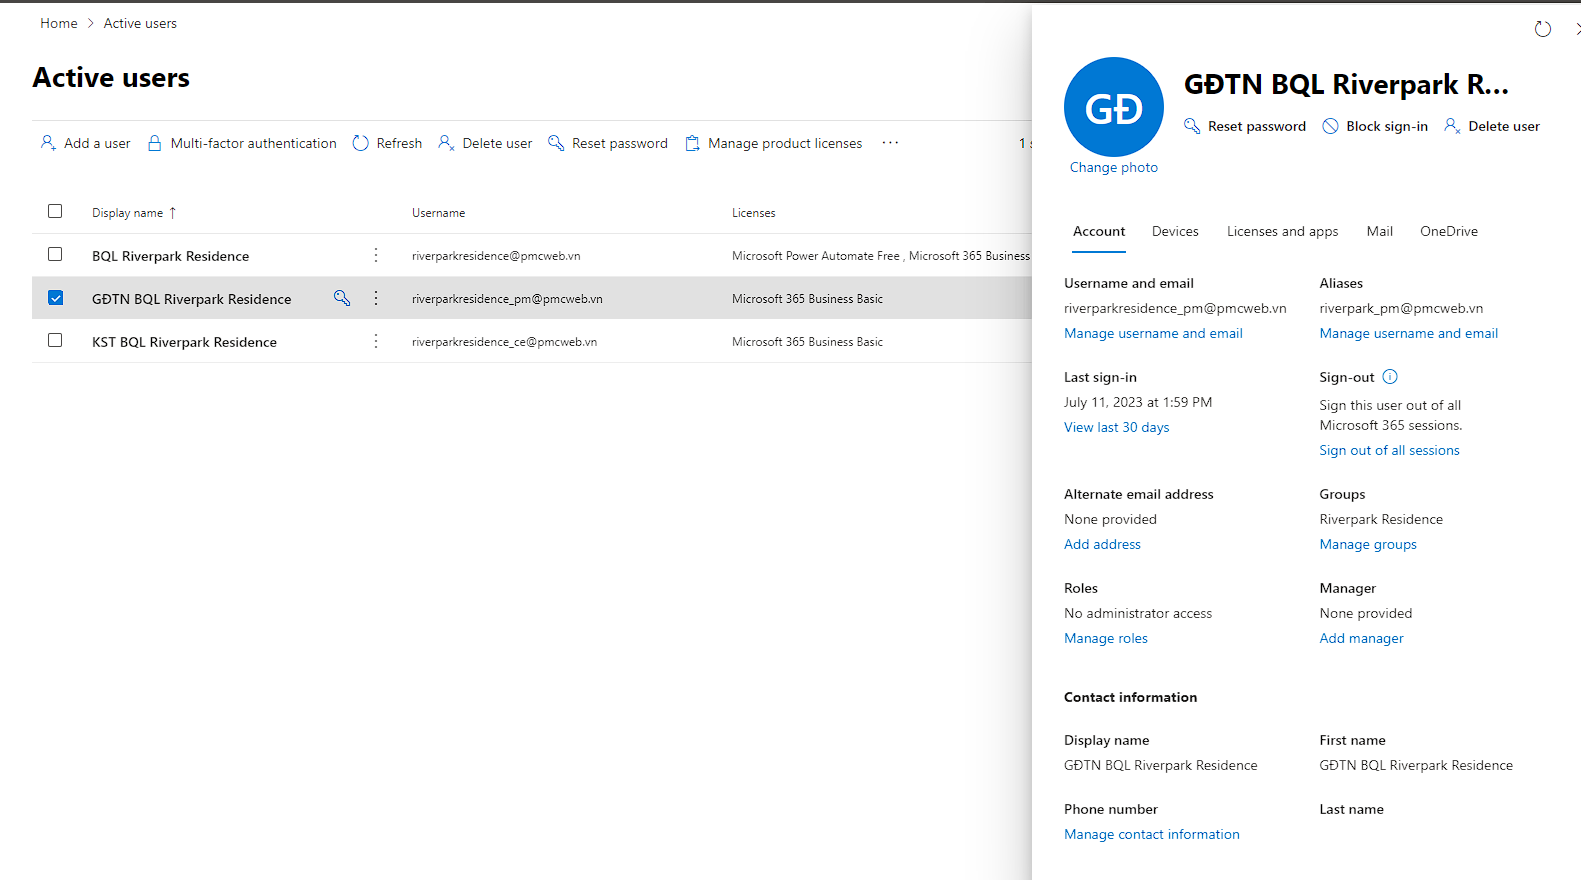 Home > Active users
Active users
Add a user Multi-factor authentication Refresh Delete user Reset password Manage product licenses ... 1
Display name ↑ Username Licenses
BQL Riverpark Residence riverparkresidence@pmcweb.vn Microsoft Power Automate Free , Microsoft 365 Business
GĐTN BQL Riverpark Residence riverparkresidence_pm@pmcweb.vn Microsoft 365 Business Basic
KST BQL Riverpark Residence riverparkresidence_ce@pmcweb.vn Microsoft 365 Business Basic
GĐ
Change photo
GĐTN BQL Riverpark R...
Reset password Block sign-in Delete user
Account Devices Licenses and apps Mail OneDrive
Username and email
riverparkresidence_pm@pmcweb.vn
Manage username and email
Aliases
riverpark_pm@pmcweb.vn
Manage username and email
Last sign-in
July 11, 2023 at 1:59 PM
View last 30 days
Sign-out
Sign this user out of all
Microsoft 365 sessions.
Sign out of all sessions
Alternate email address
None provided
Add address
Groups
Riverpark Residence
Manage groups
Roles
No administrator access
Manage roles
Manager
None provided
Add manager
Contact information
Display name
GĐTN BQL Riverpark Residence
First name
GĐTN BQL Riverpark Residence
Phone number
Manage contact information
Last name